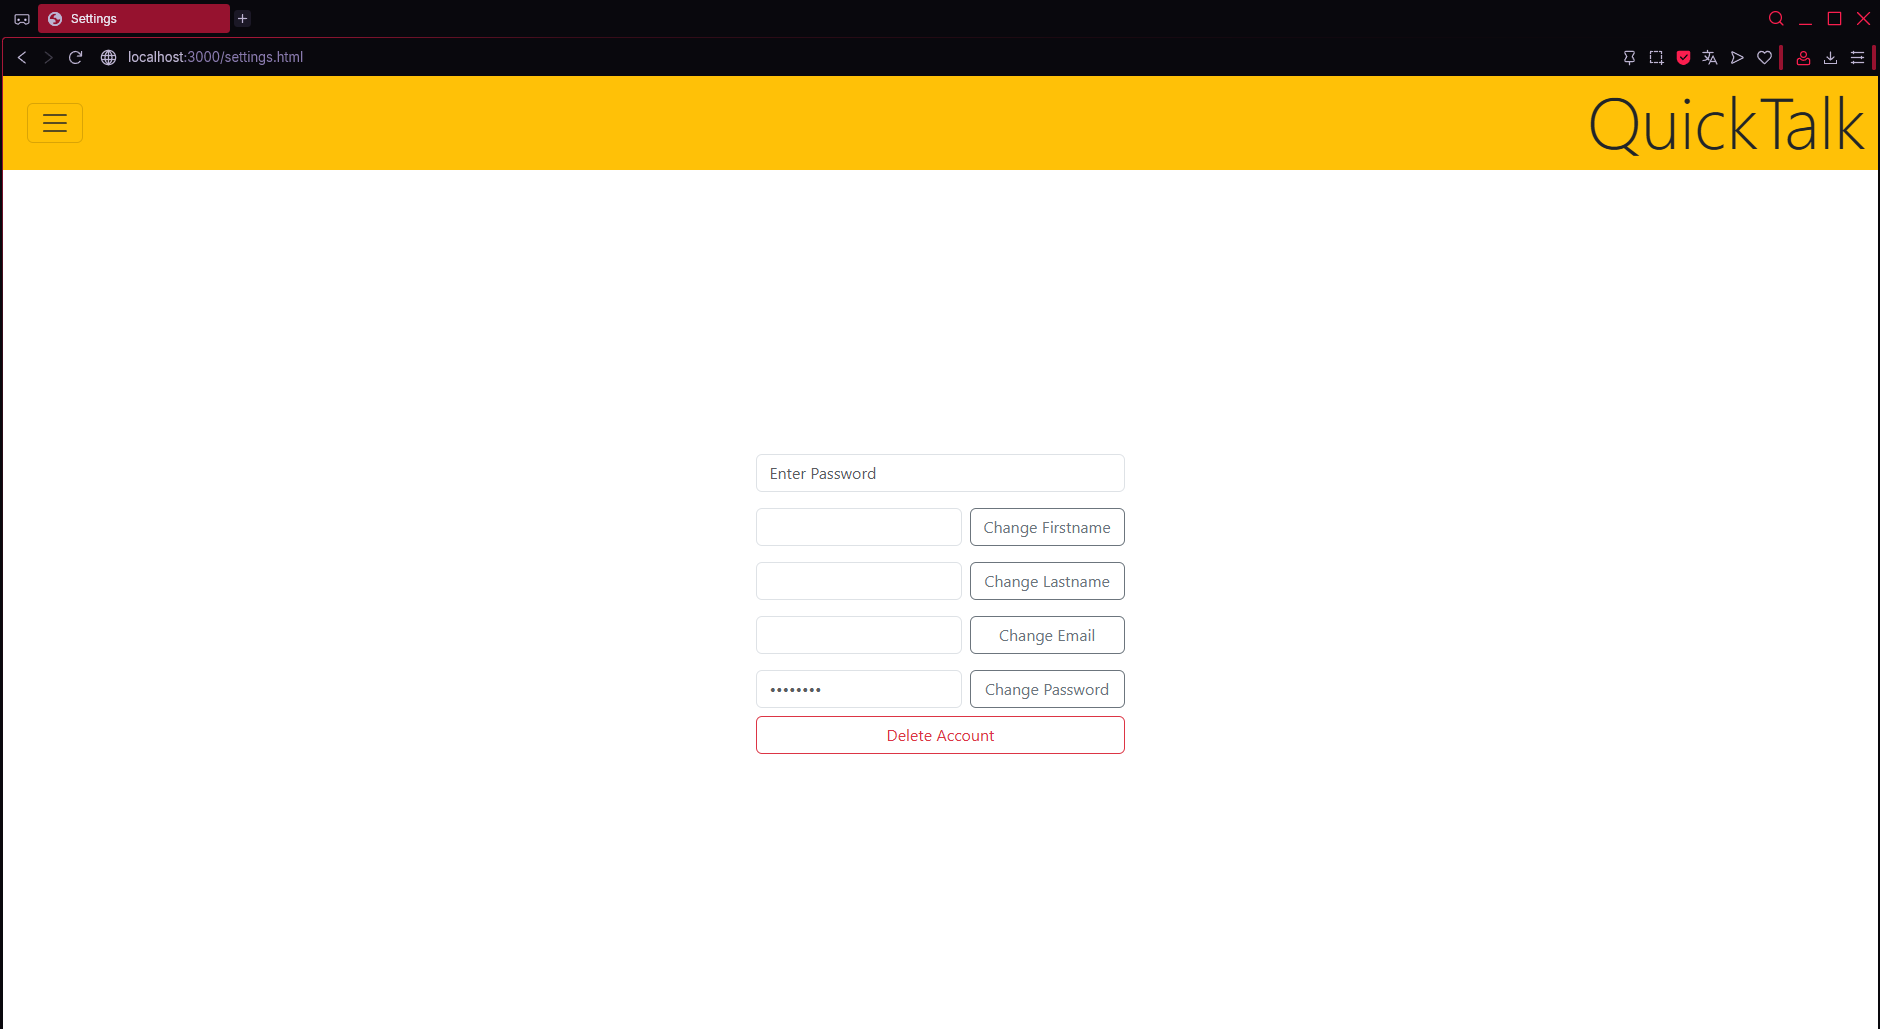 Settings
localhost:3000/settings.html
QuickTalk
Enter Password
Change Firstname
Change Lastname
Change Email
•••••••• Change Password
Delete Account